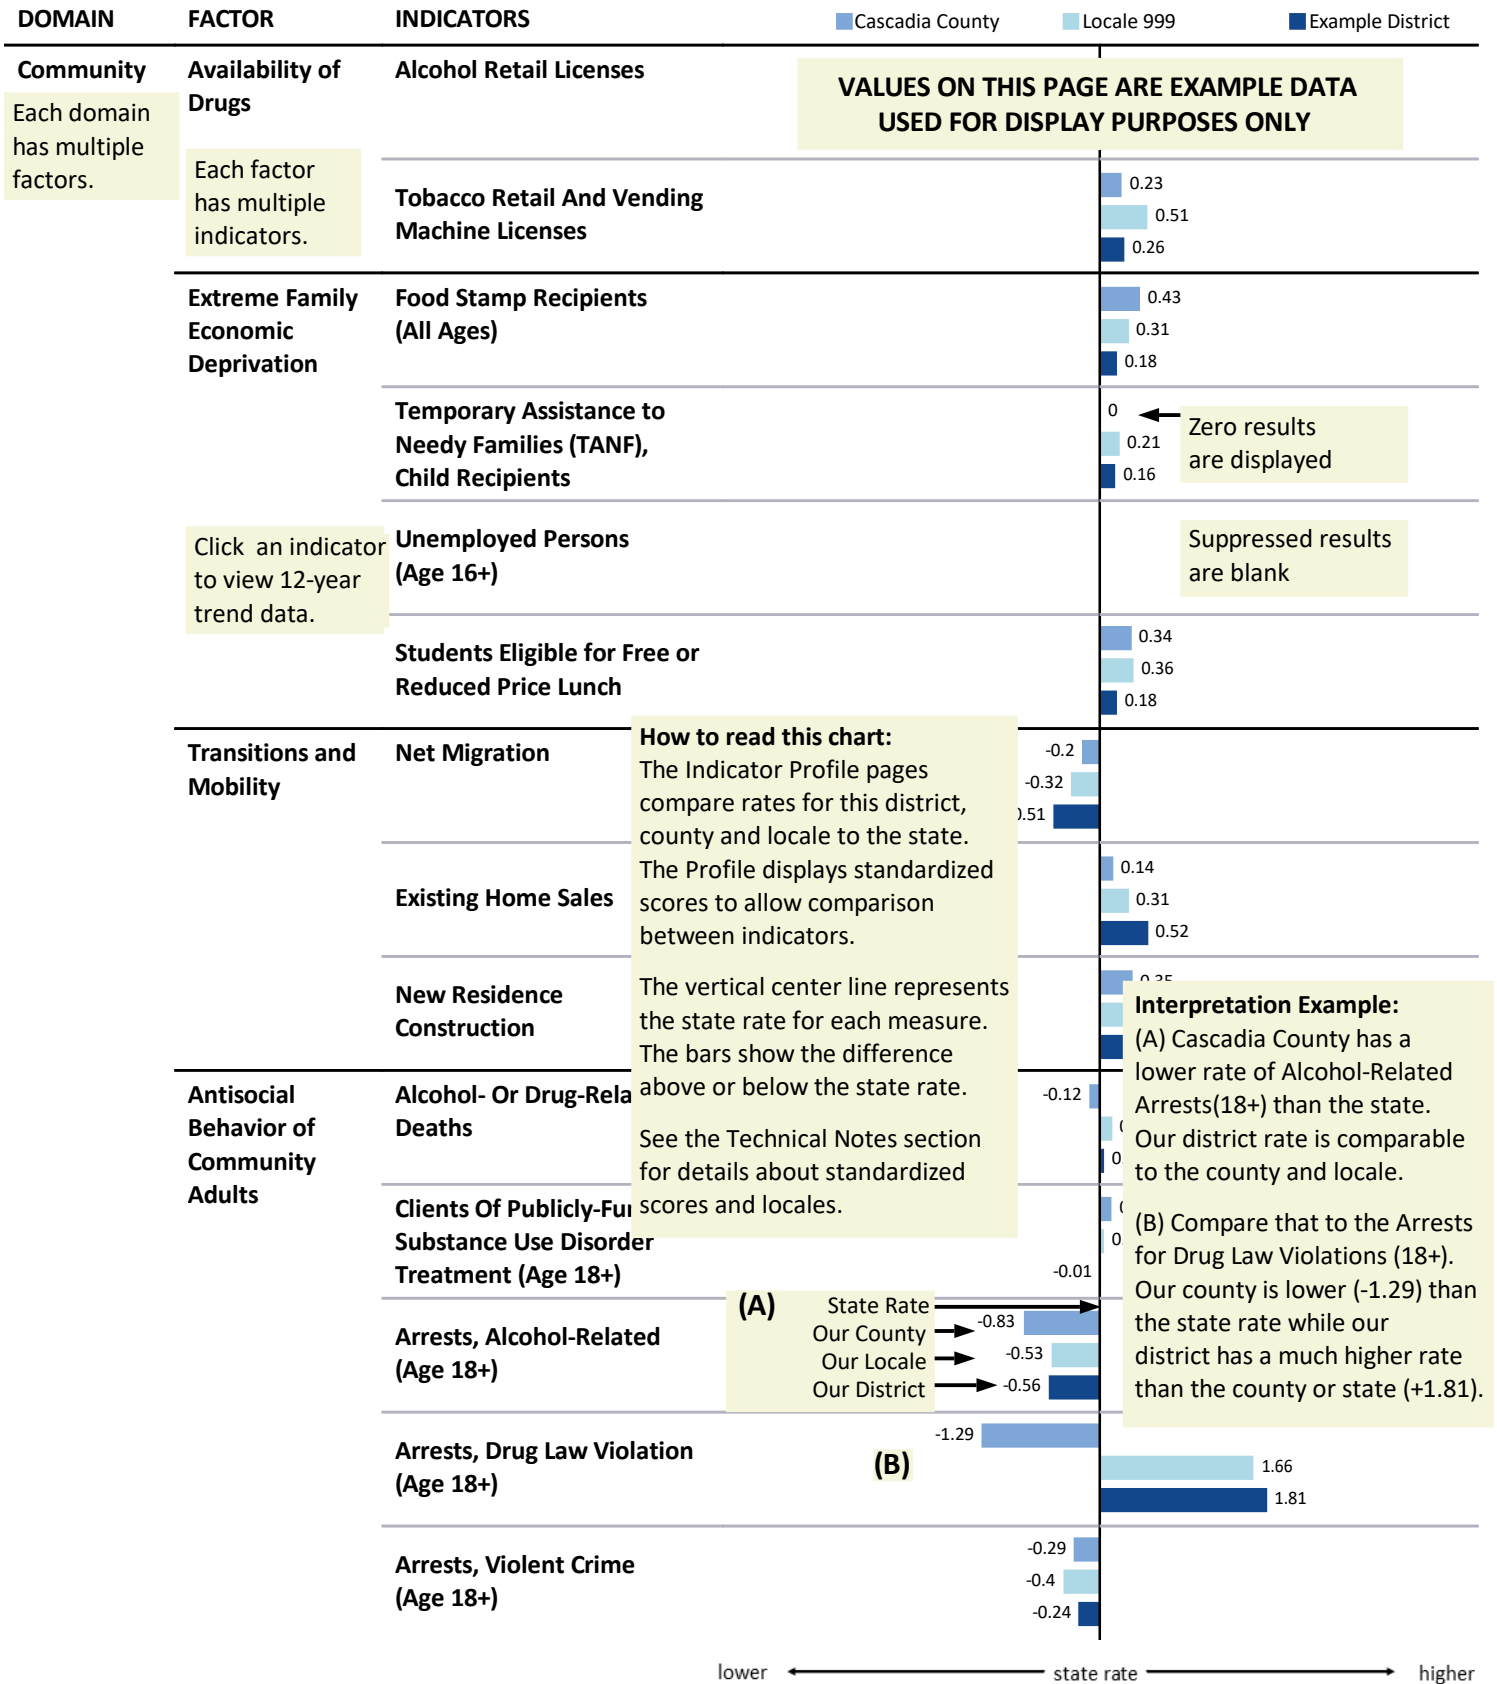 DOMAIN FACTOR INDICATORS Cascadia County Locale 999 Example District
Community
Each domain
has multiple
factors.
Availability of
Drugs
Each factor
has multiple
indicators.
Alcohol Retail Licenses
VALUES ON THIS PAGE ARE EXAMPLE DATA
USED FOR DISPLAY PURPOSES ONLY
Tobacco Retail And Vending
Machine Licenses
0.23
0.51
0.26
Extreme Family
Economic
Deprivation
Food Stamp Recipients
(All Ages)
0.43
0.31
0.18
Temporary Assistance to
Needy Families (TANF),
Child Recipients
0
0.21
0.16
Zero results
are displayed
Click an indicator
to view 12-year
trend data.
Unemployed Persons
(Age 16+)
Suppressed results
are blank
Students Eligible for Free or
Reduced Price Lunch
0.34
0.36
0.18
Transitions and
Mobility
Net Migration
-0.2
-0.32
.51
How to read this chart:
The Indicator Profile pages
compare rates for this district,
county and locale to the state.
The Profile displays standardized
scores to allow comparison
between indicators.
The vertical center line represents
the state rate for each measure.
The bars show the difference
above or below the state rate.
See the Technical Notes section
for details about standardized
scores and locales.
Existing Home Sales
0.14
0.31
0.52
New Residence
Construction
0.35
Interpretation Example:
(A) Cascadia County has a
lower rate of Alcohol-Related
Arrests(18+) than the state.
Our district rate is comparable
to the county and locale.
(B) Compare that to the Arrests
for Drug Law Violations (18+).
Our county is lower (-1.29) than
the state rate while our
district has a much higher rate
than the county or state (+1.81).
Antisocial
Behavior of
Community
Adults
Alcohol- Or Drug-Rela
Deaths
-0.12
0.
Clients Of Publicly-Fu
Substance Use Disorder
Treatment (Age 18+)
0.
-0.01
Arrests, Alcohol-Related
(Age 18+)
(A)
State Rate
Our County
Our Locale
Our District
-0.83
-0.53
-0.56
Arrests, Drug Law Violation
(Age 18+)
(B)
-1.29
1.66
1.81
Arrests, Violent Crime
(Age 18+)
-0.29
-0.4
-0.24
lower state rate higher